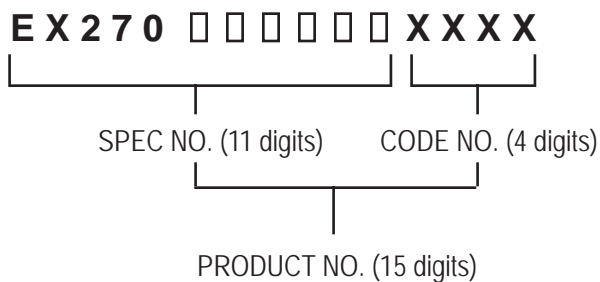 EX270 □□□□□□ XXXX
SPEC NO. (11 digits) CODE NO. (4 digits)
PRODUCT NO. (15 digits)